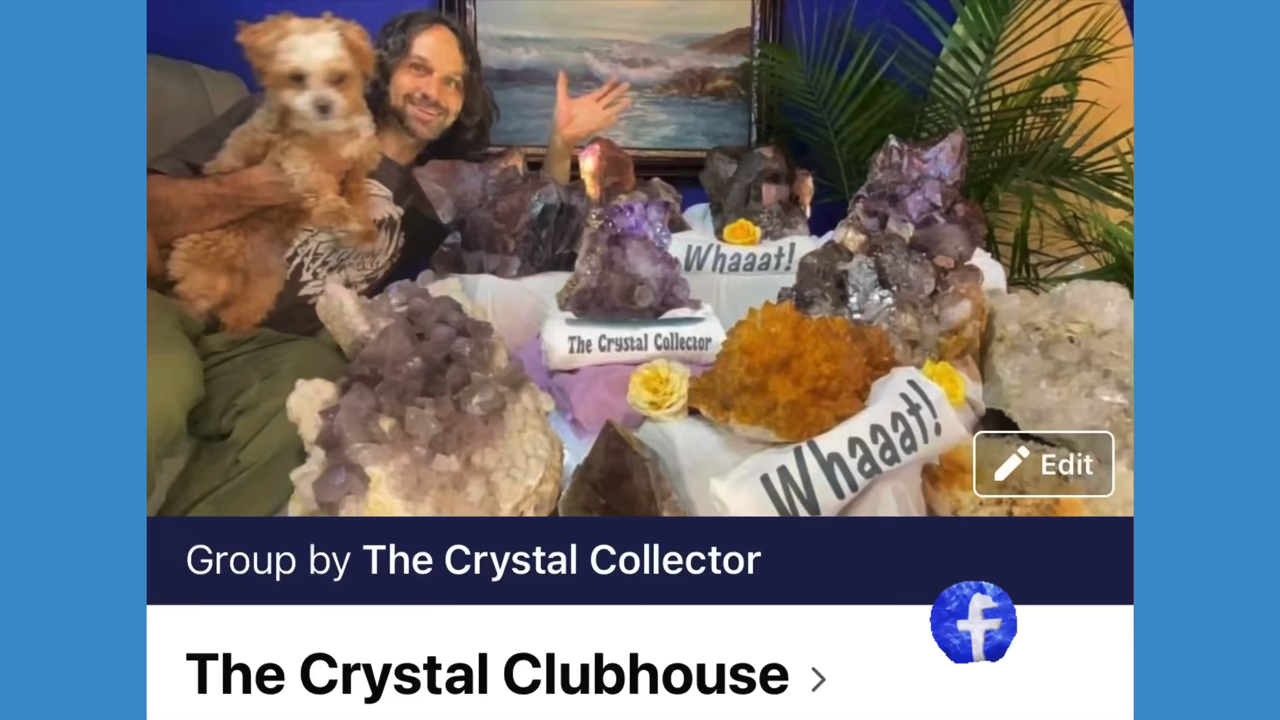 Whaaat!
The Crystal Collector
Whaaat!
Edit
Group by The Crystal Collector
f
The Crystal Clubhouse >